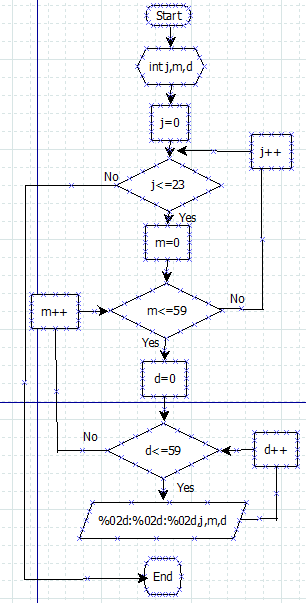 Start
int j,m,d
j=0
j++
No
j<=23
Yes
m=0
m++
m<=59
No
Yes
d=0
No
d<=59
d++
Yes
%02d:%02d:%02d,j,m,d
End